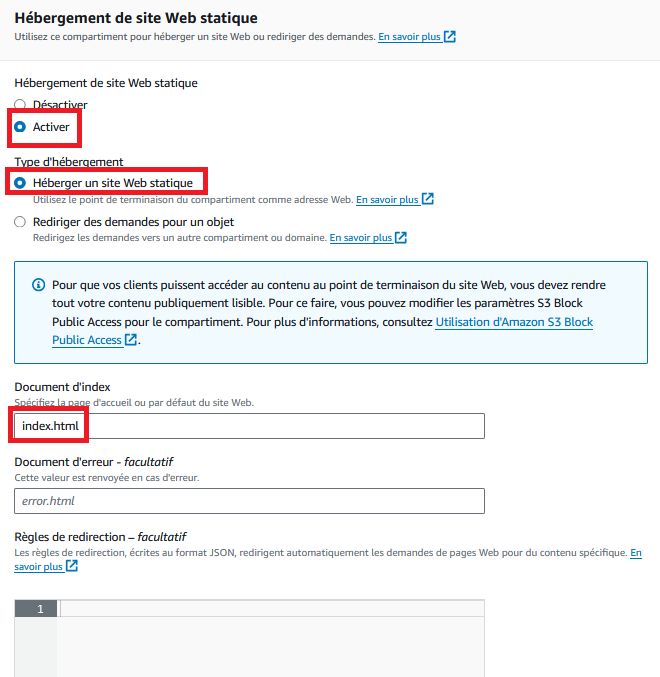 Hébergement de site Web statique
Utilisez ce compartiment pour héberger un site Web ou rediriger des demandes. En savoir plus
Hébergement de site Web statique
Désactiver
Activer
Type d'hébergement
Héberger un site Web statique
Utilisez le point de terminaison du compartiment comme adresse Web. En savoir plus
Rediriger des demandes pour un objet
Redirigez les demandes vers un autre compartiment ou domaine. En savoir plus
Pour que vos clients puissent accéder au contenu au point de terminaison du site Web, vous devez rendre
tout votre contenu publiquement lisible. Pour ce faire, vous pouvez modifier les paramètres S3 Block
Public Access pour le compartiment. Pour plus d'informations, consultez Utilisation d'Amazon S3 Block
Public Access.
Document d'index
Spécifiez la page d'accueil ou par défaut du site Web.
index.html
Document d'erreur - facultatif
Cette valeur est renvoyée en cas d'erreur.
error.html
Règles de redirection – facultatif
Les règles de redirection, écrites au format JSON, redirigent automatiquement les demandes de pages Web pour du contenu spécifique. En
savoir plus
1